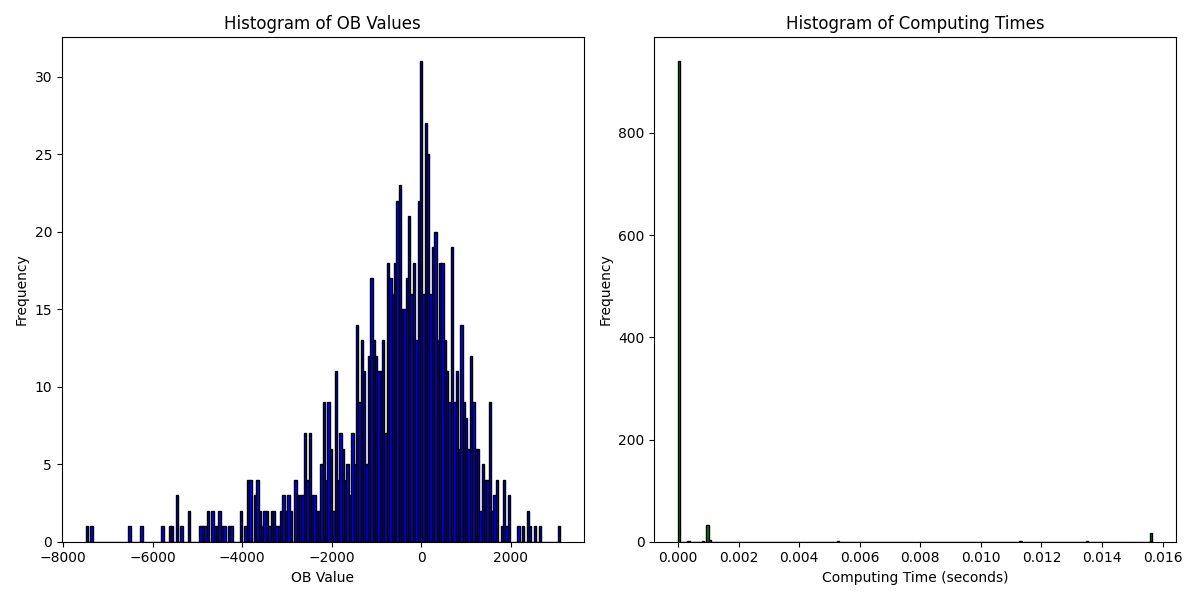 Histogram of OB Values
Frequency
30
25
20
15
10
5
0
−8000 −6000 −4000 −2000 0 2000
OB Value
Histogram of Computing Times
Frequency
800
600
400
200
0
0.000 0.002 0.004 0.006 0.008 0.010 0.012 0.014 0.016
Computing Time (seconds)